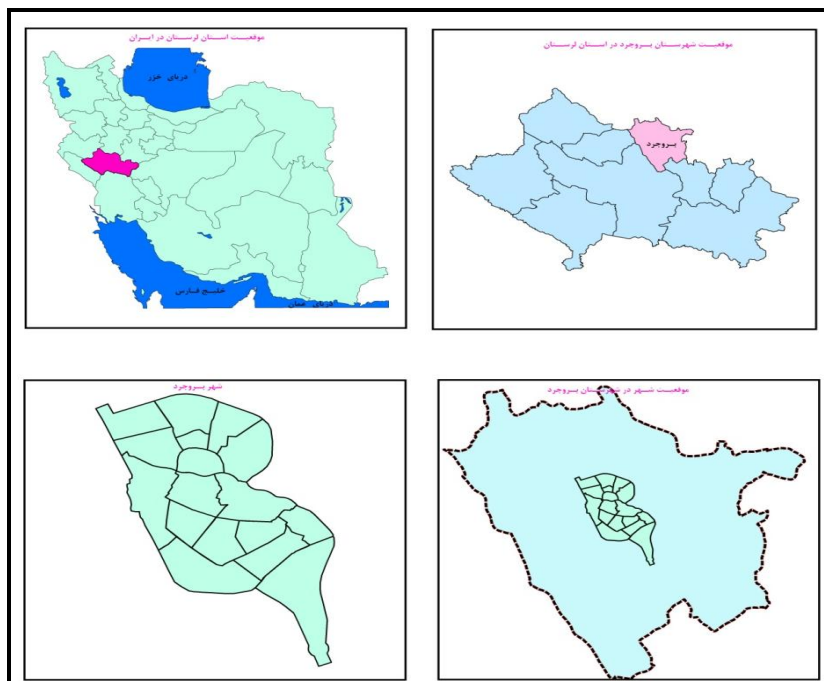 موقعیت استان لرستان در ایران
دریای خزر
خلیج فارس
دریای عمان
موقعیت شهرستان بروجرد در استان لرستان
بروجرد
شهر بروجرد
موقعیت شهر در شهرستان بروجرد